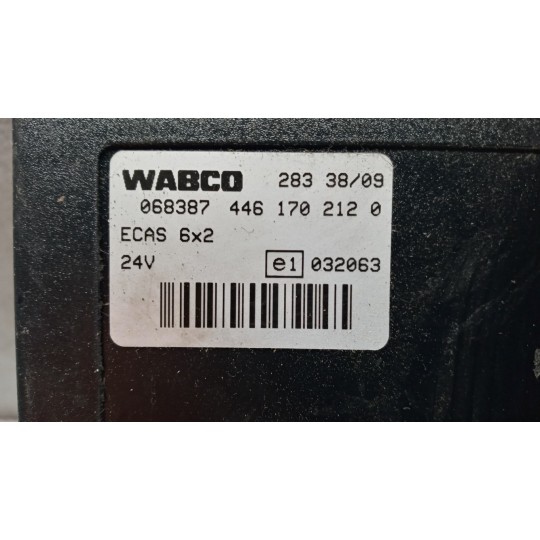 WABCO 283 38/09
068387 446 170 212 0
ECAS 6x2
24V e1 032063